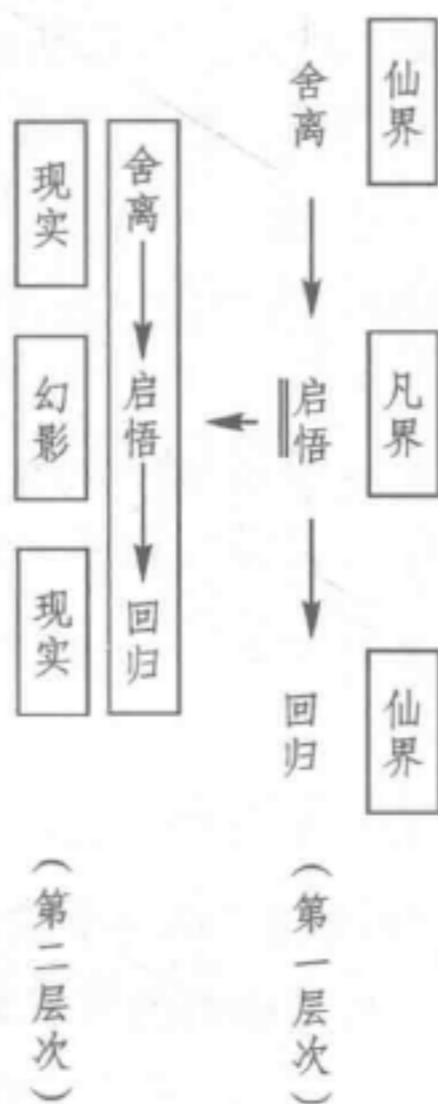 仙界
凡界
仙界
舍离
启悟
回归
（第一层次）
舍离
启悟
回归
现实
幻影
现实
（第二层次）